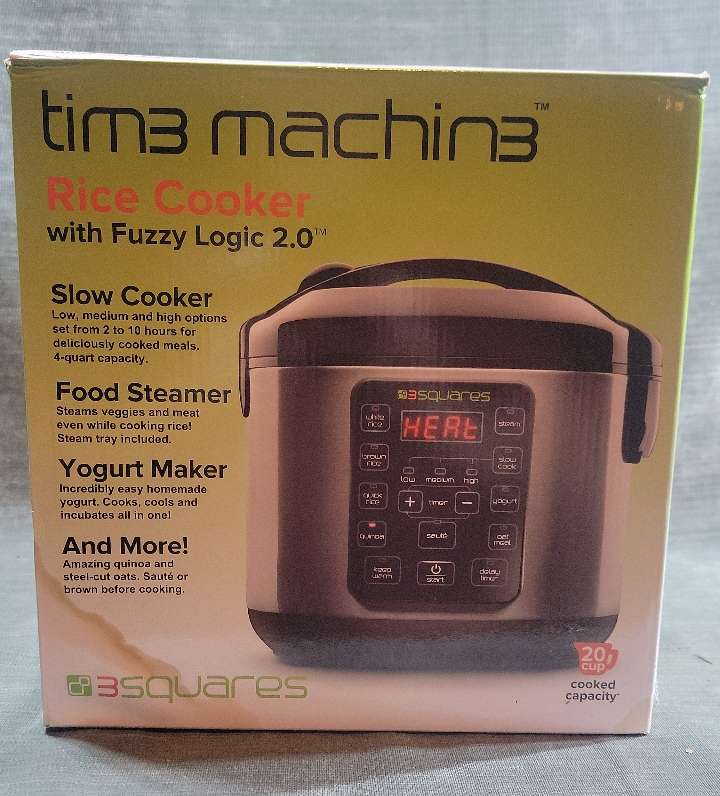 tim3 machin3™
Rice Cooker
with Fuzzy Logic 2.0™
Slow Cooker
Low, medium and high options
set from 2 to 10 hours for
deliciously cooked meals.
4-quart capacity.
Food Steamer
Steams veggies and meat
even while cooking rice!
Steam tray included.
Yogurt Maker
Incredibly easy homemade
yogurt. Cooks, cools and
incubates all in one!
And More!
Amazing quinoa and
steel-cut oats. Sauté or
brown before cooking.
3squares
3squares
HEAt
white
rice
steam
brown
rice
slow
cook
low medium high
quick
rice
+ timer −
yogurt
quinoa
sauté
oat
meal
keep
warm
start
delay
timer
20
cup
cooked
capacity*